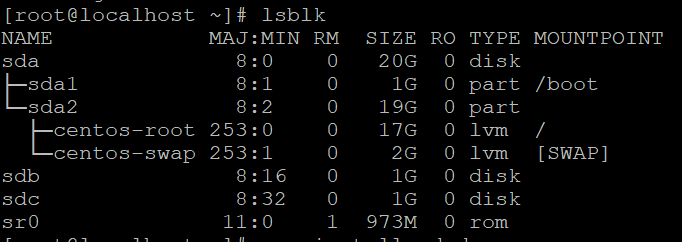 [root@localhost ~]# lsblk
NAME            MAJ:MIN RM  SIZE RO TYPE MOUNTPOINT
sda               8:0    0   20G  0 disk
├─sda1            8:1    0    1G  0 part /boot
└─sda2            8:2    0   19G  0 part
  ├─centos-root 253:0    0   17G  0 lvm  /
  └─centos-swap 253:1    0    2G  0 lvm  [SWAP]
sdb               8:16   0    1G  0 disk
sdc               8:32   0    1G  0 disk
sr0              11:0    1  973M  0 rom